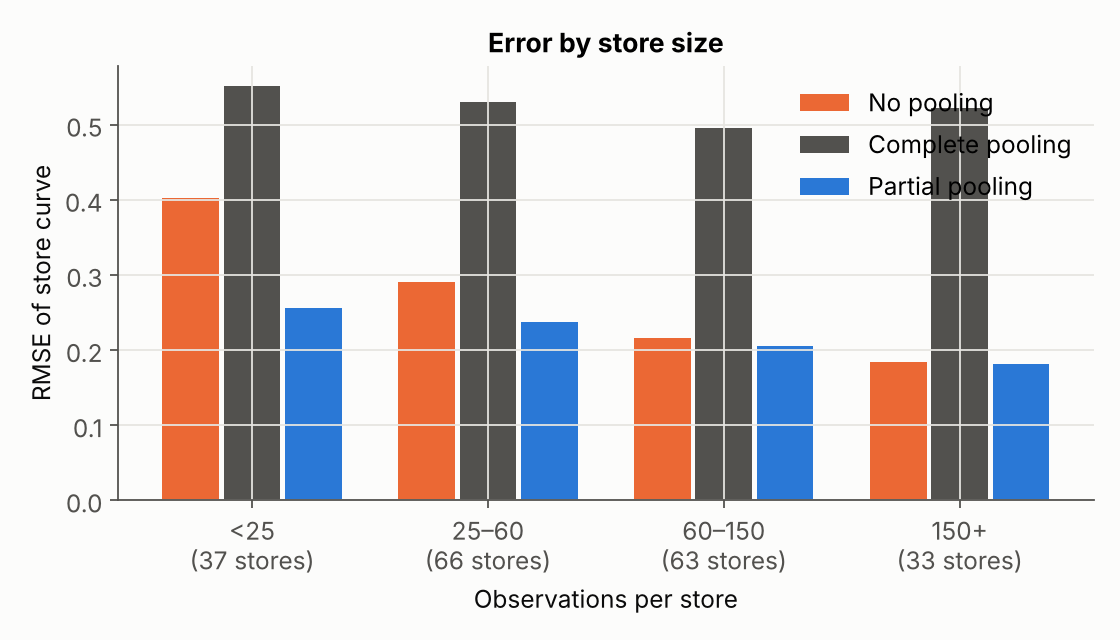 Error by store size
No pooling
Complete pooling
Partial pooling
RMSE of store curve
0.5
0.4
0.3
0.2
0.1
0.0
<25
(37 stores)
25–60
(66 stores)
60–150
(63 stores)
150+
(33 stores)
Observations per store